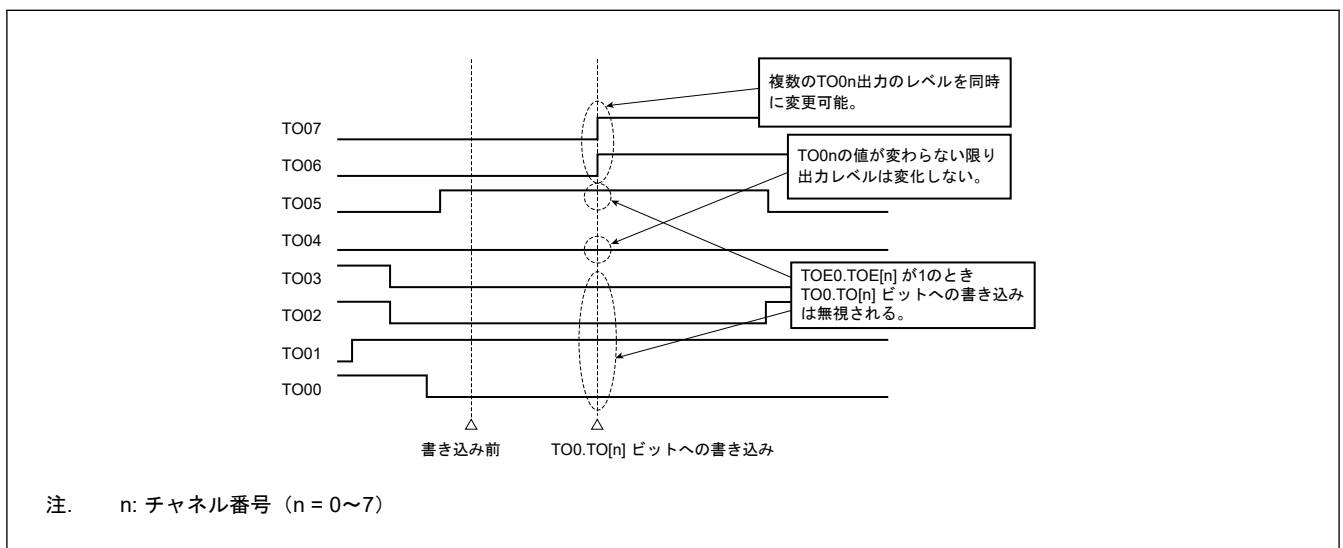 複数のTO0n出力のレベルを同時
に変更可能。
TO07
TO0nの値が変わらない限り
出力レベルは変化しない。
TO06
TO05
TO04
TO03
TOE0.TOE[n] が1のとき
TO0.TO[n] ビットへの書き込み
は無視される。
TO02
TO01
TO00
書き込み前
TO0.TO[n] ビットへの書き込み
注. n: チャネル番号（n = 0～7）